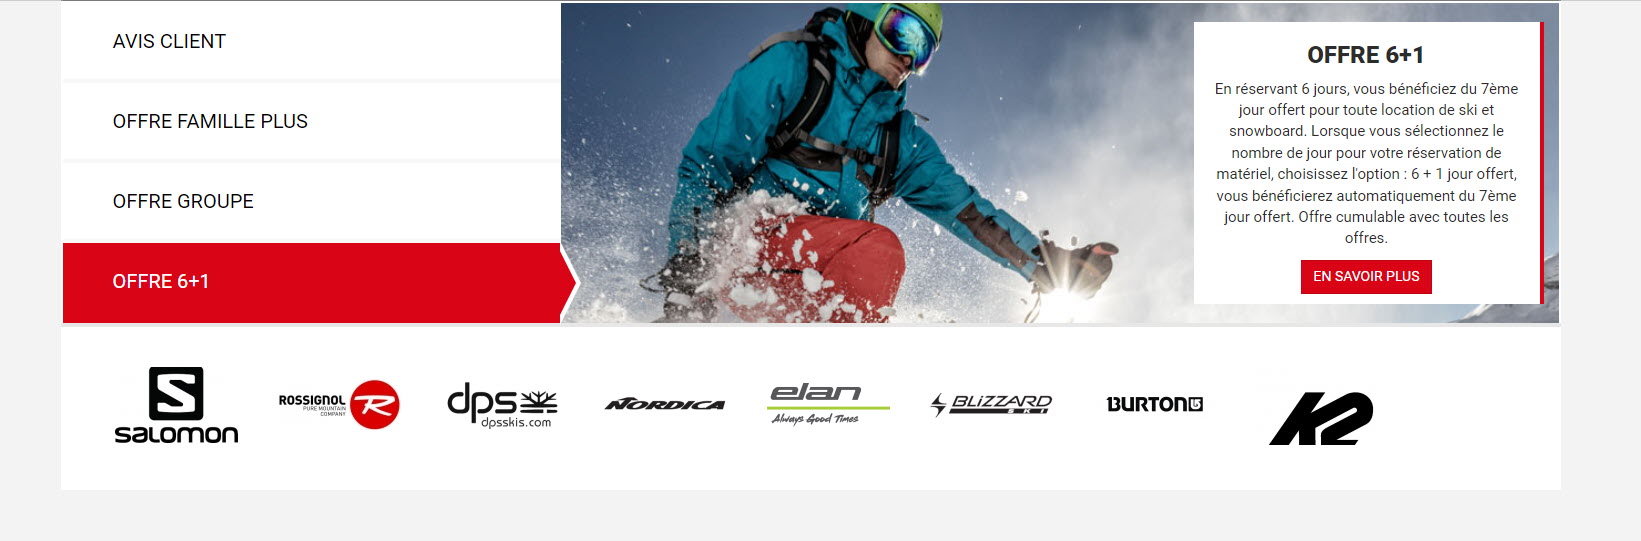 AVIS CLIENT
OFFRE FAMILLE PLUS
OFFRE GROUPE
OFFRE 6+1
OFFRE 6+1
En réservant 6 jours, vous bénéficiez du 7ème
jour offert pour toute location de ski et
snowboard. Lorsque vous sélectionnez le
nombre de jour pour votre réservation de
matériel, choisissez l'option : 6 + 1 jour offert,
vous bénéficierez automatiquement du 7ème
jour offert. Offre cumulable avec toutes les
offres.
EN SAVOIR PLUS
S
SALOMON
ROSSIGNOL
PURE MOUNTAIN
COMPANY
R
dps
dpsskis.com
NORDICA
elan
Always Good Times
BLIZZARD
SKI
BURTON
K2